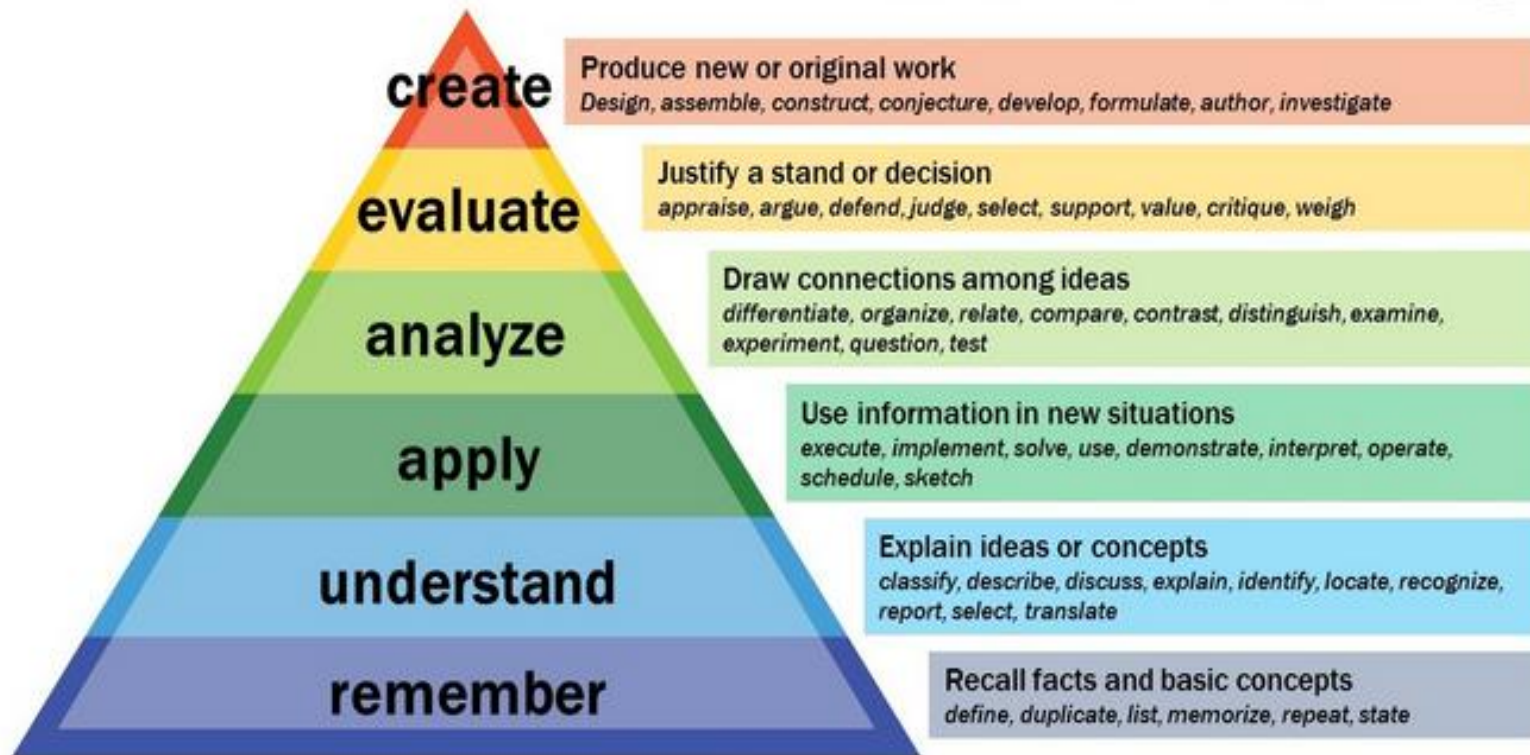 create
Produce new or original work
Design, assemble, construct, conjecture, develop, formulate, author, investigate
evaluate
Justify a stand or decision
appraise, argue, defend, judge, select, support, value, critique, weigh
analyze
Draw connections among ideas
differentiate, organize, relate, compare, contrast, distinguish, examine,
experiment, question, test
apply
Use information in new situations
execute, implement, solve, use, demonstrate, interpret, operate,
schedule, sketch
understand
Explain ideas or concepts
classify, describe, discuss, explain, identify, locate, recognize,
report, select, translate
remember
Recall facts and basic concepts
define, duplicate, list, memorize, repeat, state